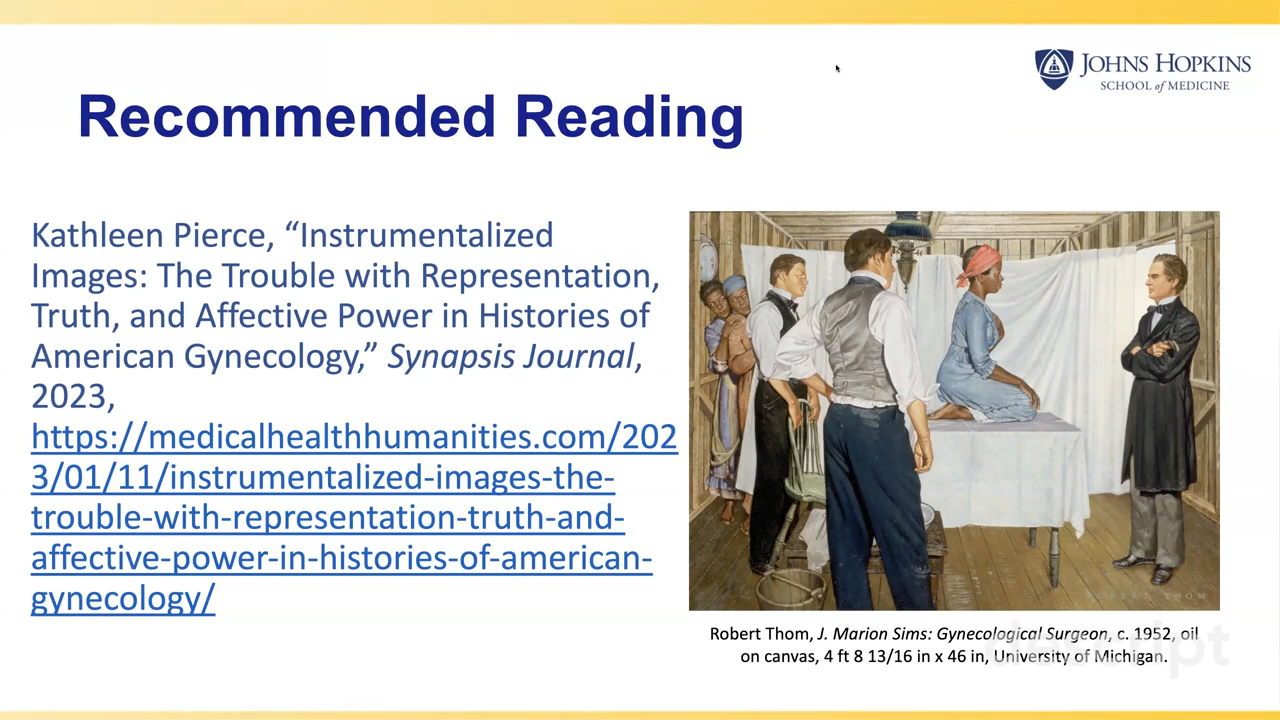 JOHNS HOPKINS
SCHOOL of MEDICINE
Recommended Reading
Kathleen Pierce, “Instrumentalized
Images: The Trouble with Representation,
Truth, and Affective Power in Histories of
American Gynecology,” Synapsis Journal,
2023,
https://medicalhealthhumanities.com/202
3/01/11/instrumentalized-images-the-
trouble-with-representation-truth-and-
affective-power-in-histories-of-american-
gynecology/
ROBERT THOM
Robert Thom, J. Marion Sims: Gynecological Surgeon, c. 1952, oil
on canvas, 4 ft 8 13/16 in x 46 in, University of Michigan.
descript